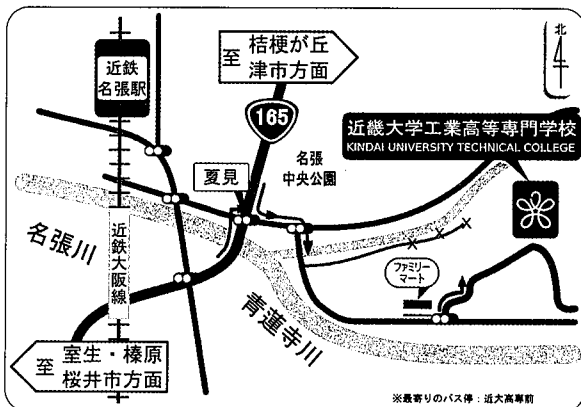 近鉄
名張駅
至
桔梗が丘
津市方面
北
165
近畿大学工業高等専門学校
KINDAI UNIVERSITY TECHNICAL COLLEGE
夏見
名張
中央公園
名張川
近鉄大阪線
ファミリー
マート
青蓮寺川
至
室生・榛原
桜井市方面
※最寄りのバス停：近大高専前